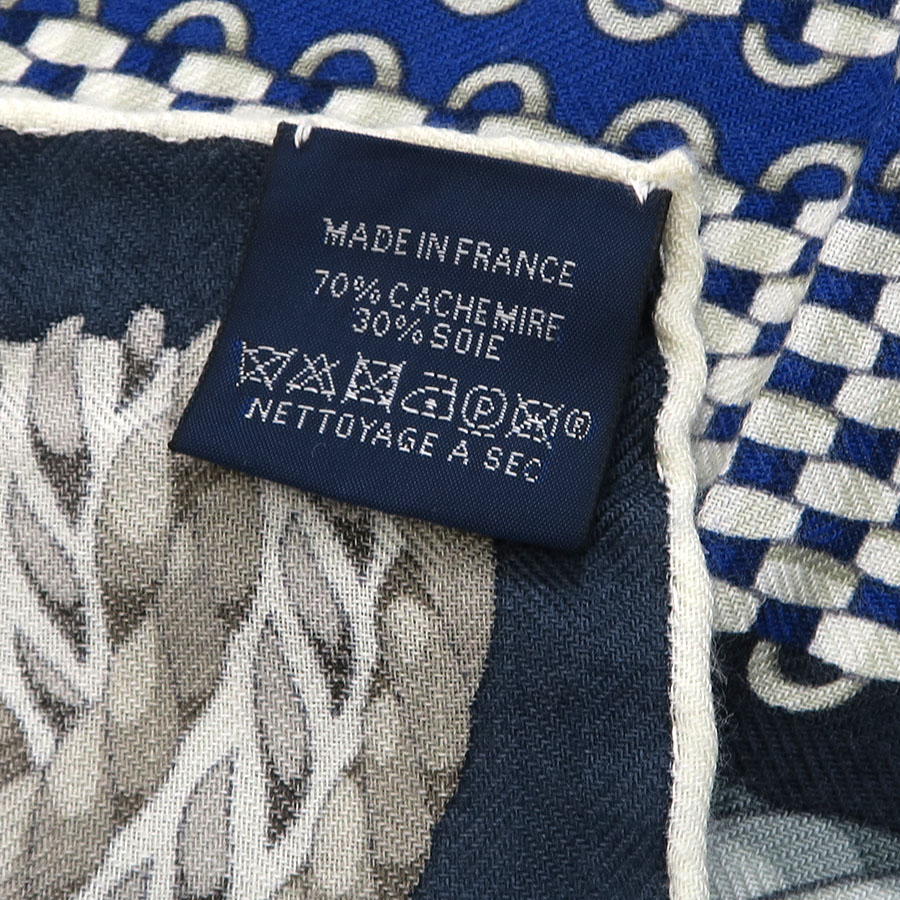 MADE IN FRANCE
70% CACHEMIRE
30% SOIE
P ®
NETTOYAGE A SEC